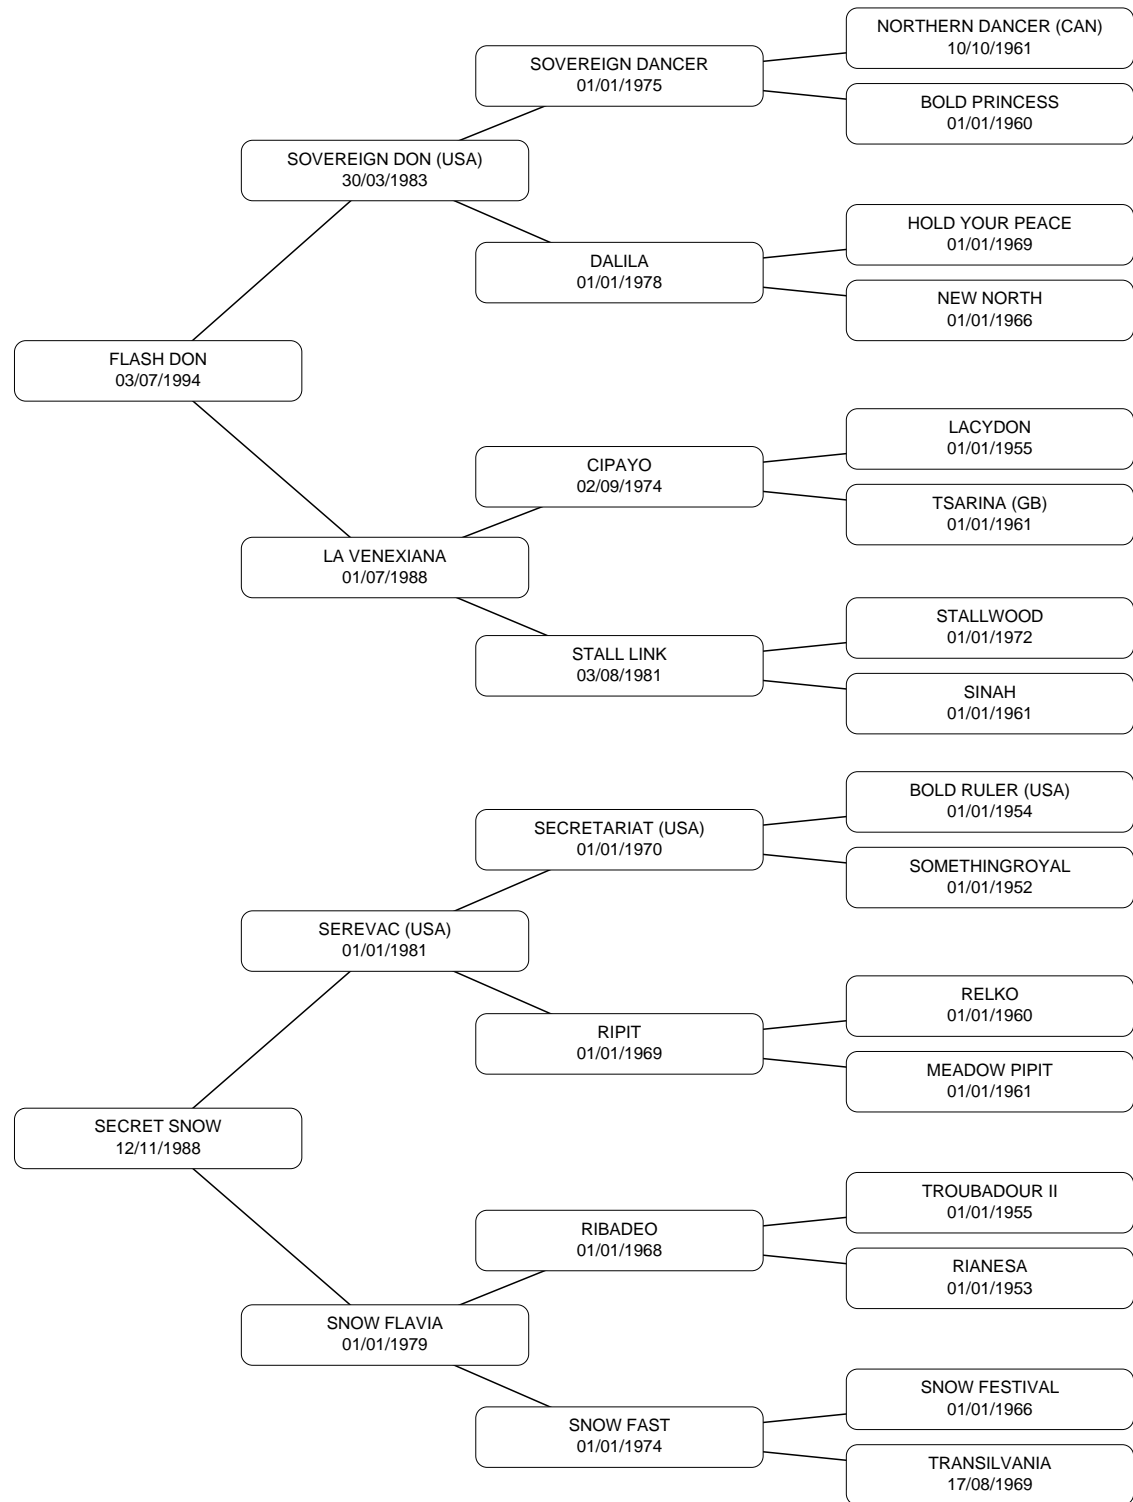 NORTHERN DANCER (CAN)
10/10/1961
SOVEREIGN DANCER
01/01/1975
BOLD PRINCESS
01/01/1960
SOVEREIGN DON (USA)
30/03/1983
HOLD YOUR PEACE
01/01/1969
DALILA
01/01/1978
NEW NORTH
01/01/1966
FLASH DON
03/07/1994
LACYDON
01/01/1955
CIPAYO
02/09/1974
TSARINA (GB)
01/01/1961
LA VENEXIANA
01/07/1988
STALLWOOD
01/01/1972
STALL LINK
03/08/1981
SINAH
01/01/1961
BOLD RULER (USA)
01/01/1954
SECRETARIAT (USA)
01/01/1970
SOMETHINGROYAL
01/01/1952
SEREVAC (USA)
01/01/1981
RELKO
01/01/1960
RIPIT
01/01/1969
MEADOW PIPIT
01/01/1961
SECRET SNOW
12/11/1988
TROUBADOUR II
01/01/1955
RIBADEO
01/01/1968
RIANESA
01/01/1953
SNOW FLAVIA
01/01/1979
SNOW FESTIVAL
01/01/1966
SNOW FAST
01/01/1974
TRANSILVANIA
17/08/1969